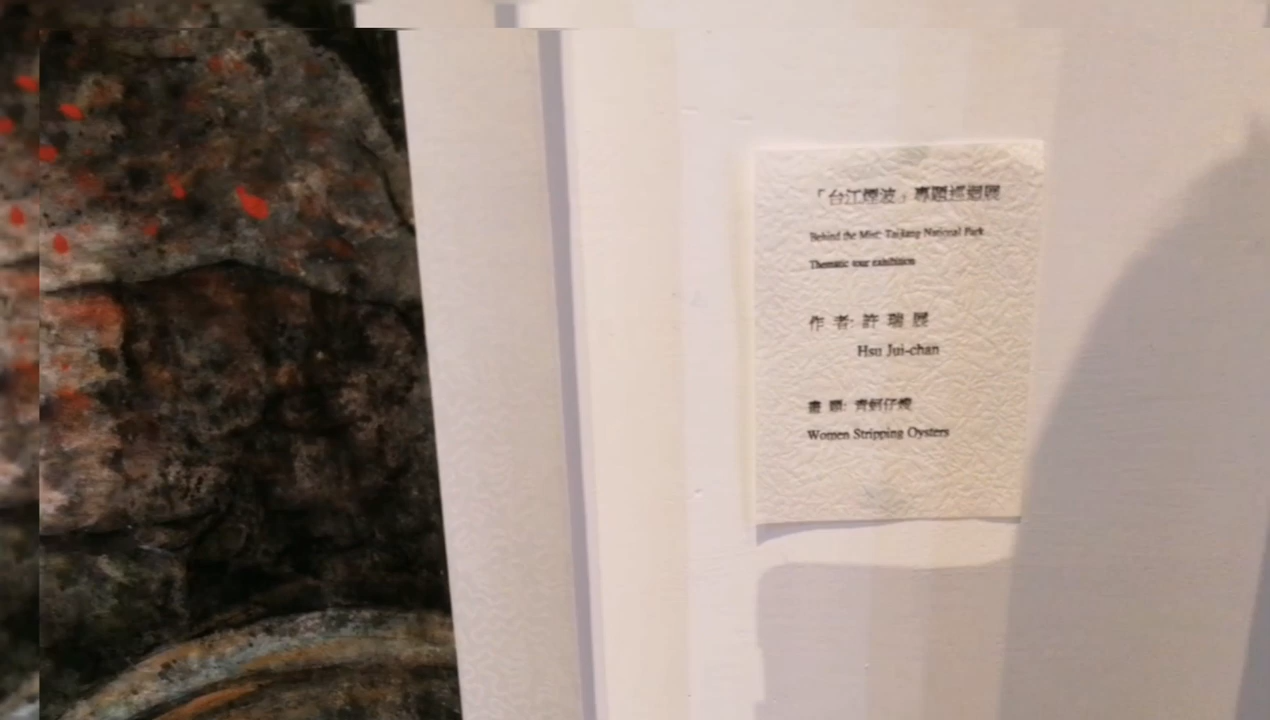 「台江煙波」專題巡迴展
Behind the Mist: Taijiang National Park
Thematic tour exhibition
作 者: 許 瑞 展
Hsu Jui-chan
畫 題: 青蚵仔嫂
Women Stripping Oysters